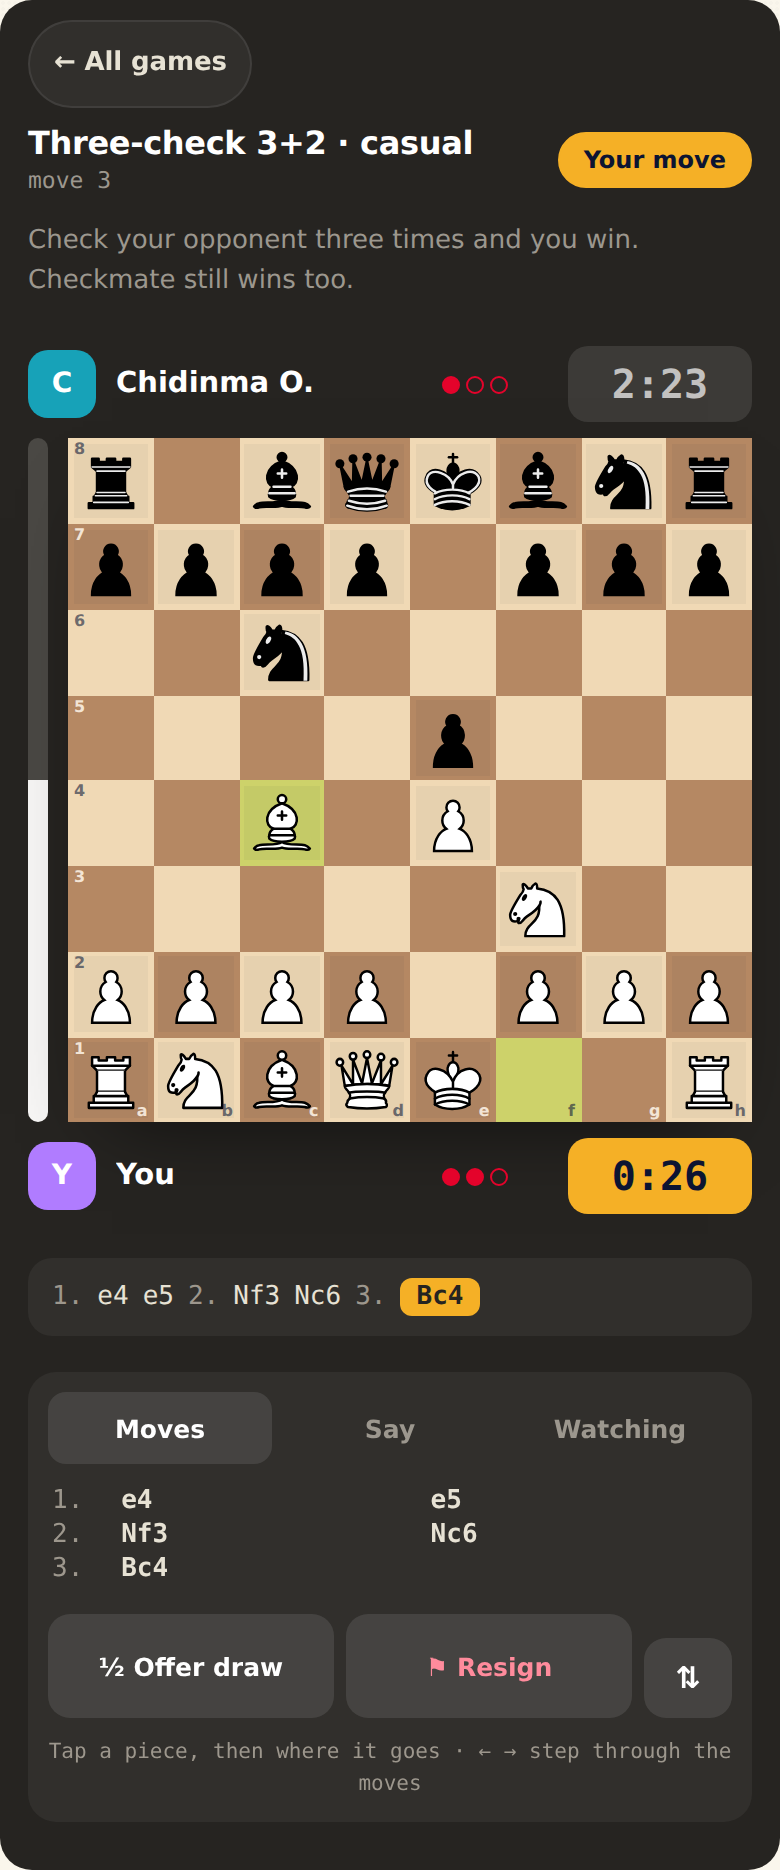 ← All games
Three-check 3+2 · casual
move 3
Your move
Check your opponent three times and you win.
Checkmate still wins too.
C
Chidinma O.
2:23
8
7
6
5
4
3
2
1
a
b
c
d
e
f
g
h
Y
You
0:26
1. e4 e5 2. Nf3 Nc6 3. Bc4
Moves
Say
Watching
1. e4 e5
2. Nf3 Nc6
3. Bc4
½ Offer draw
⚑ Resign
⇅
Tap a piece, then where it goes · ← → step through the
moves